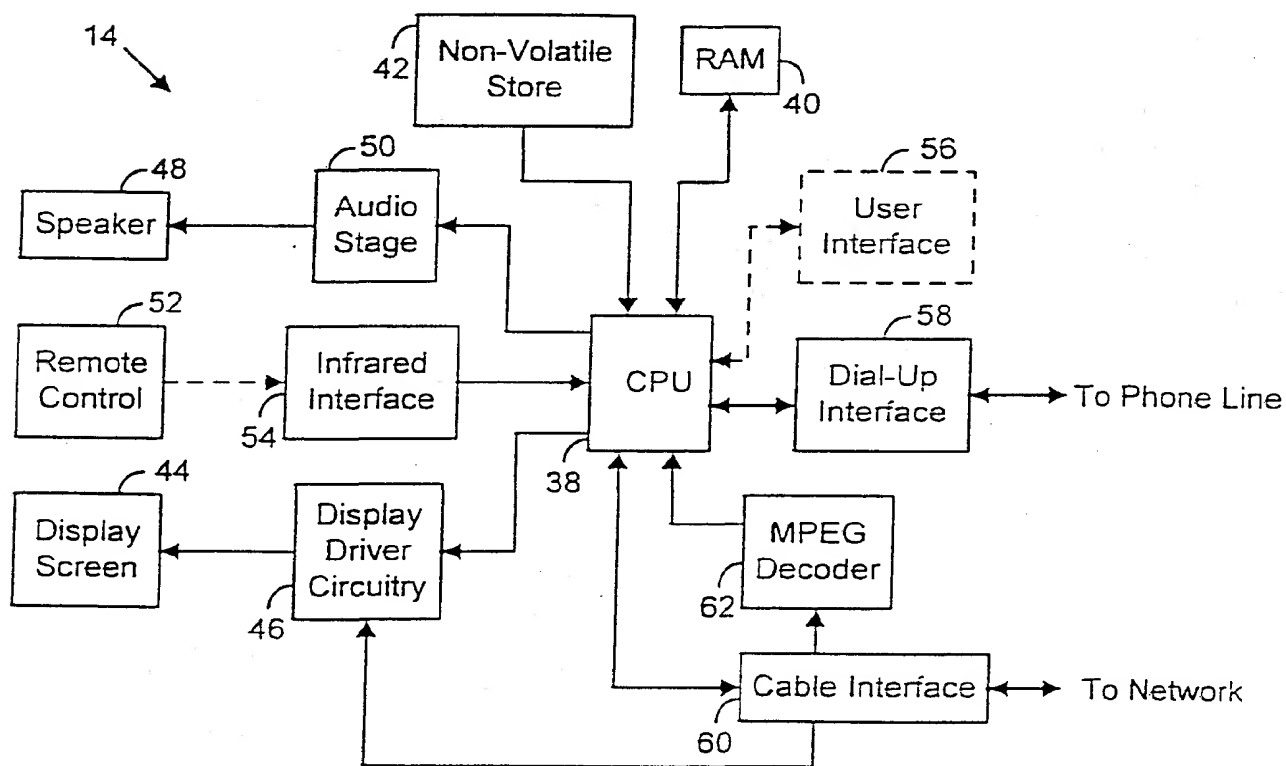 14
42
Non-Volatile
Store
RAM
40
50
48
Speaker
Audio
Stage
56
User
Interface
52
Remote
Control
54
Infrared
Interface
CPU
38
58
Dial-Up
Interface
To Phone Line
44
Display
Screen
Display
Driver
Circuitry
46
MPEG
Decoder
62
Cable Interface
60
To Network